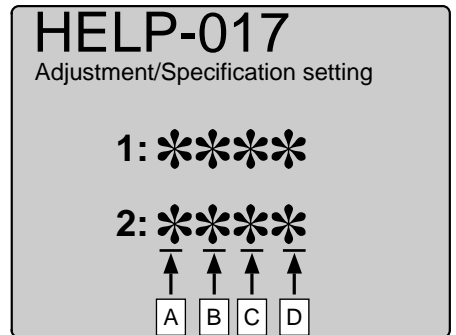 HELP-017
Adjustment/Specification setting
1: ****
2: ****
A B C D